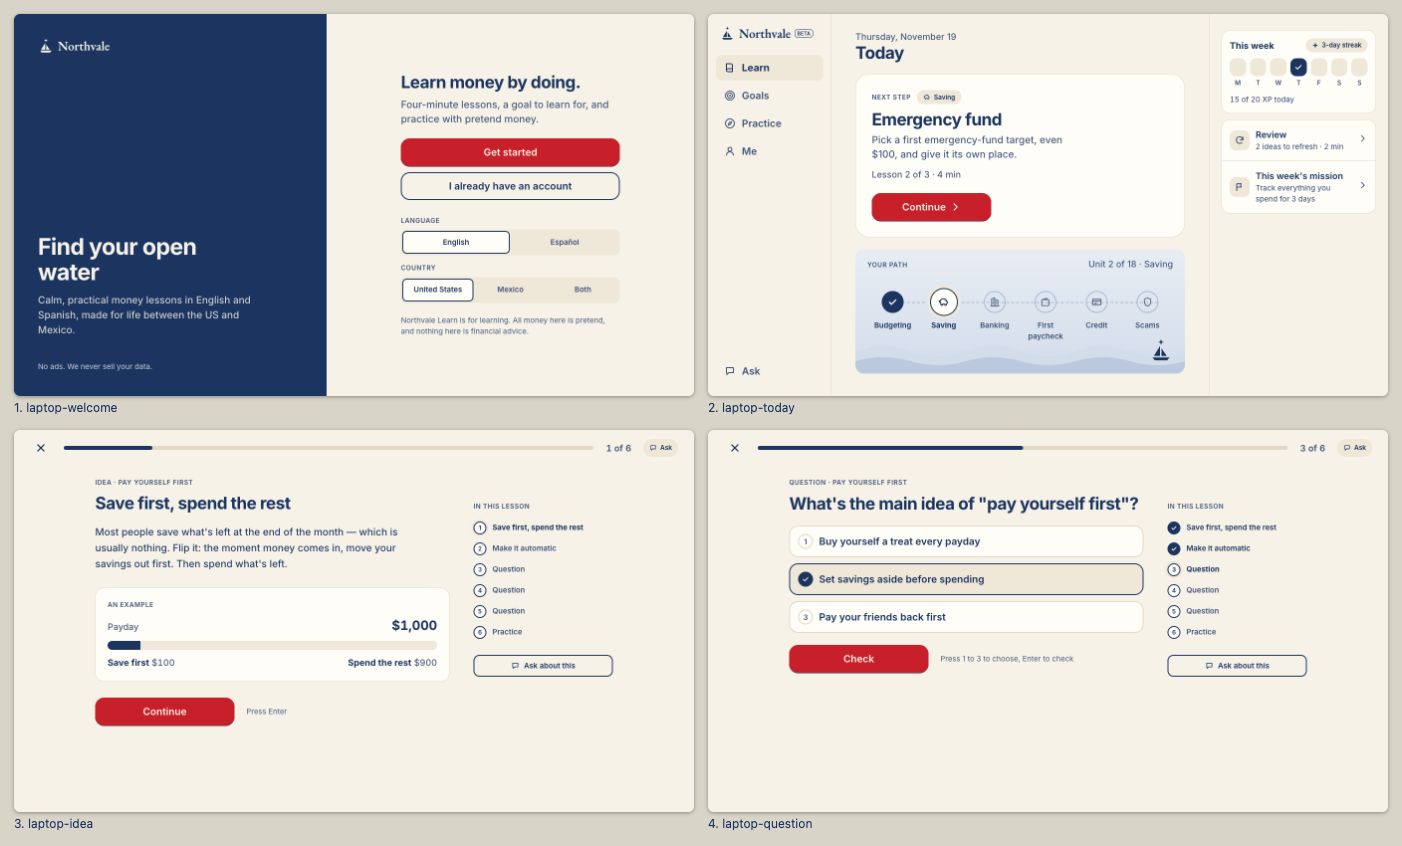 Northvale
Find your open
water
Calm, practical money lessons in English and
Spanish, made for life between the US and
Mexico.
No ads. We never sell your data.
Learn money by doing.
Four-minute lessons, a goal to learn for, and
practice with pretend money.
Get started
I already have an account
LANGUAGE
English
Español
COUNTRY
United States
Mexico
Both
Northvale Learn is for learning. All money here is pretend,
and nothing here is financial advice.
1. laptop-welcome
Northvale BETA
Learn
Goals
Practice
Me
Ask
Thursday, November 19
Today
NEXT STEP
Saving
Emergency fund
Pick a first emergency-fund target, even
$100, and give it its own place.
Lesson 2 of 3 · 4 min
Continue
YOUR PATH
Unit 2 of 18 · Saving
Budgeting
Saving
Banking
First
paycheck
Credit
Scams
This week
3-day streak
M T W T F S S
15 of 20 XP today
Review
2 ideas to refresh · 2 min
This week's mission
Track everything you
spend for 3 days
2. laptop-today
1 of 6
Ask
IDEA · PAY YOURSELF FIRST
Save first, spend the rest
Most people save what's left at the end of the month — which is
usually nothing. Flip it: the moment money comes in, move your
savings out first. Then spend what's left.
AN EXAMPLE
Payday
$1,000
Save first $100
Spend the rest $900
Continue
Press Enter
IN THIS LESSON
1 Save first, spend the rest
2 Make it automatic
3 Question
4 Question
5 Question
6 Practice
Ask about this
3. laptop-idea
3 of 6
Ask
QUESTION · PAY YOURSELF FIRST
What's the main idea of "pay yourself first"?
1 Buy yourself a treat every payday
Set savings aside before spending
3 Pay your friends back first
Check
Press 1 to 3 to choose, Enter to check
IN THIS LESSON
Save first, spend the rest
Make it automatic
3 Question
4 Question
5 Question
6 Practice
Ask about this
4. laptop-question